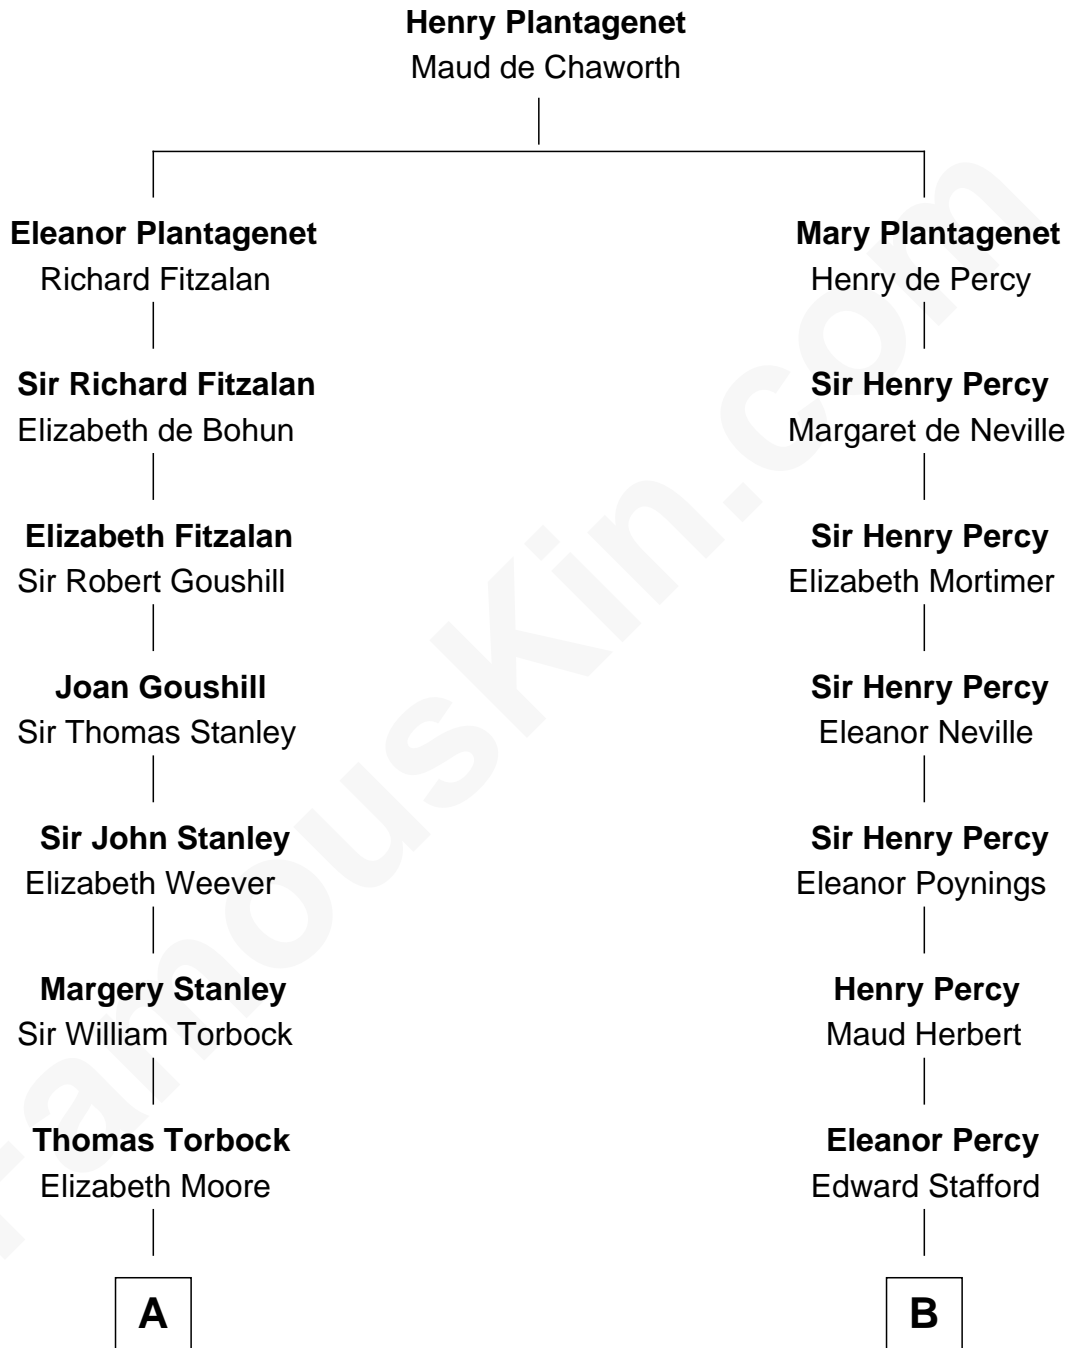 Henry Plantagenet
Maud de Chaworth
Eleanor Plantagenet
Richard Fitzalan
Mary Plantagenet
Henry de Percy
Sir Richard Fitzalan
Elizabeth de Bohun
Sir Henry Percy
Margaret de Neville
Elizabeth Fitzalan
Sir Robert Goushill
Sir Henry Percy
Elizabeth Mortimer
Joan Goushill
Sir Thomas Stanley
Sir Henry Percy
Eleanor Neville
Sir John Stanley
Elizabeth Weever
Sir Henry Percy
Eleanor Poynings
Margery Stanley
Sir William Torbock
Henry Percy
Maud Herbert
Thomas Torbock
Elizabeth Moore
Eleanor Percy
Edward Stafford
A
B
FamousKin.com